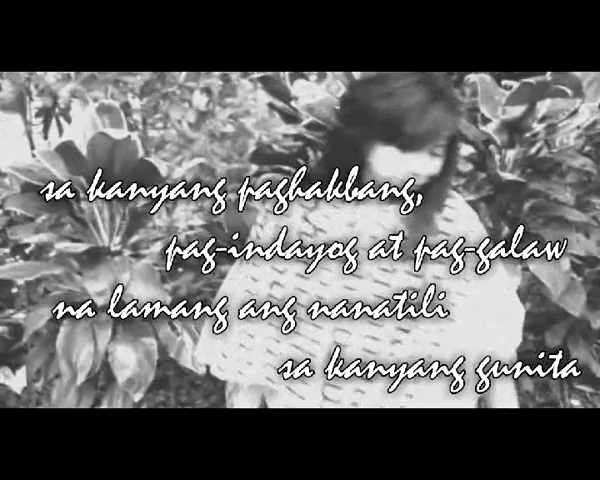 sa kanyang paghakbang,
pag-indayog at pag-galaw
na lamang ang nanatili
sa kanyang gunita